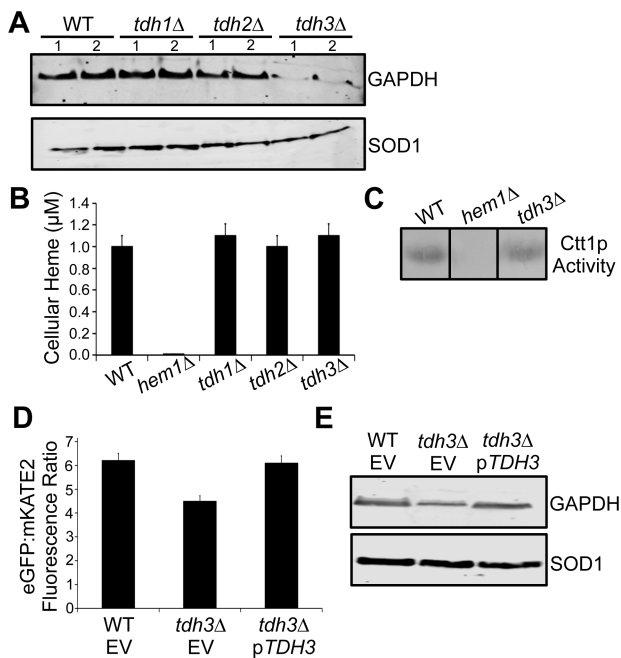 A
WT tdh1Δ tdh2Δ tdh3Δ
1 2 1 2 1 2 1 2
GAPDH
SOD1
B
Cellular Heme (μM)
1.4
1.2
1.0
0.8
0.6
0.4
0.2
0.0
WT hem1Δ tdh1Δ tdh2Δ tdh3Δ
C
WT hem1Δ tdh3Δ
Ctt1p
Activity
D
eGFP:mKATE2
Fluorescence Ratio
7
6
5
4
3
2
1
0
WT tdh3Δ tdh3Δ
EV EV pTDH3
E
WT tdh3Δ tdh3Δ
EV EV pTDH3
GAPDH
SOD1